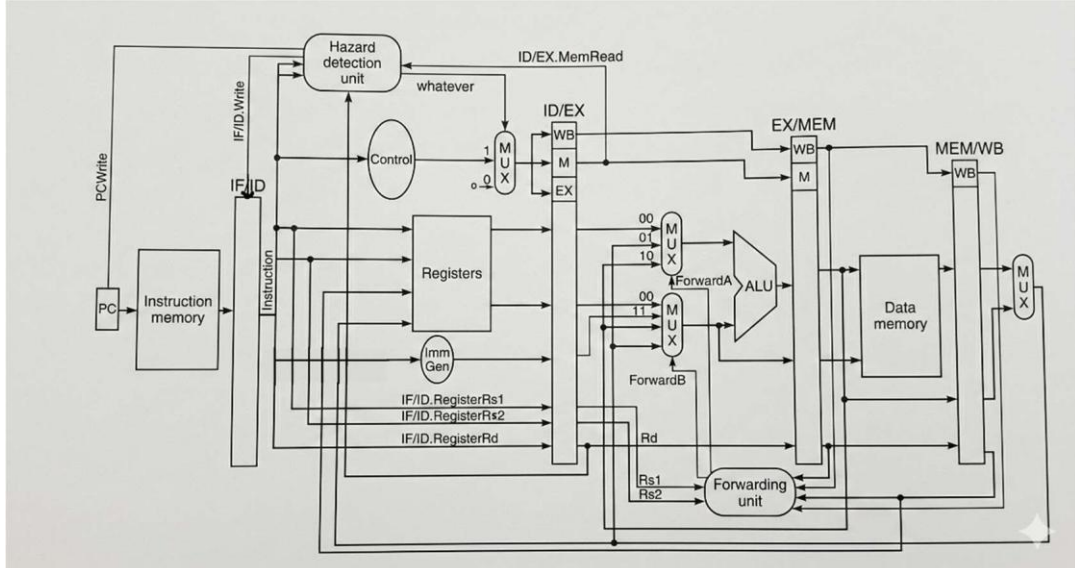 Hazard
detection
unit
ID/EX.MemRead
whatever
PCWrite
IF/ID.Write
ID/EX
EX/MEM
MEM/WB
IF/ID
Control
1
0
0
M
U
X
WB
M
EX
WB
M
WB
PC
Instruction
memory
Instruction
Registers
00
01
10
M
U
X
ForwardA
ALU
00
11
M
U
X
ForwardB
Imm
Gen
Data
memory
M
U
X
IF/ID.RegisterRs1
IF/ID.RegisterRs2
IF/ID.RegisterRd
Rd
Rs1
Rs2
Forwarding
unit